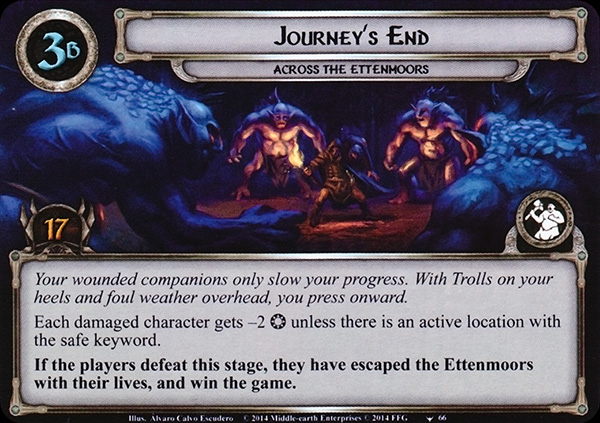 3B
JOURNEY'S END
ACROSS THE ETTENMOORS
17
Your wounded companions only slow your progress. With Trolls on your
heels and foul weather overhead, you press onward.
Each damaged character gets –2 unless there is an active location with
the safe keyword.
If the players defeat this stage, they have escaped the Ettenmoors
with their lives, and win the game.
Illus. Alvaro Calvo Escudero © 2014 Middle-earth Enterprises © 2014 FFG 66